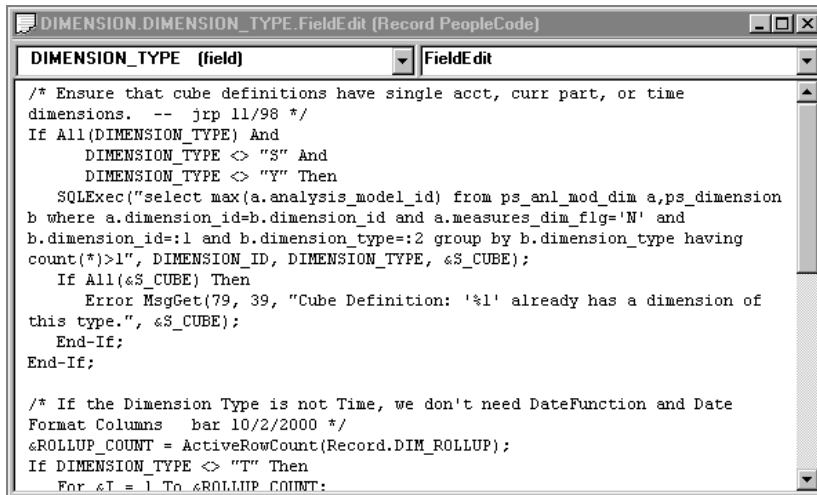 DIMENSION.DIMENSION_TYPE.FieldEdit (Record PeopleCode)
DIMENSION_TYPE (field) FieldEdit
/* Ensure that cube definitions have single acct, curr part, or time
dimensions. -- jrp 11/98 */
If All(DIMENSION_TYPE) And
DIMENSION_TYPE <> "S" And
DIMENSION_TYPE <> "Y" Then
SQLExec("select max(a.analysis_model_id) from ps_anl_mod_dim a,ps_dimension
b where a.dimension_id=b.dimension_id and a.measures_dim_flg='N' and
b.dimension_id=:1 and b.dimension_type=:2 group by b.dimension_type having
count(*)>1", DIMENSION_ID, DIMENSION_TYPE, &S_CUBE);
If All(&S_CUBE) Then
Error MsgGet(79, 39, "Cube Definition: '%1' already has a dimension of
this type.", &S_CUBE);
End-If;
End-If;
/* If the Dimension Type is not Time, we don't need DateFunction and Date
Format Columns bar 10/2/2000 */
&ROLLUP_COUNT = ActiveRowCount(Record.DIM_ROLLUP);
If DIMENSION_TYPE <> "T" Then
For &I = 1 To &ROLLUP_COUNT;